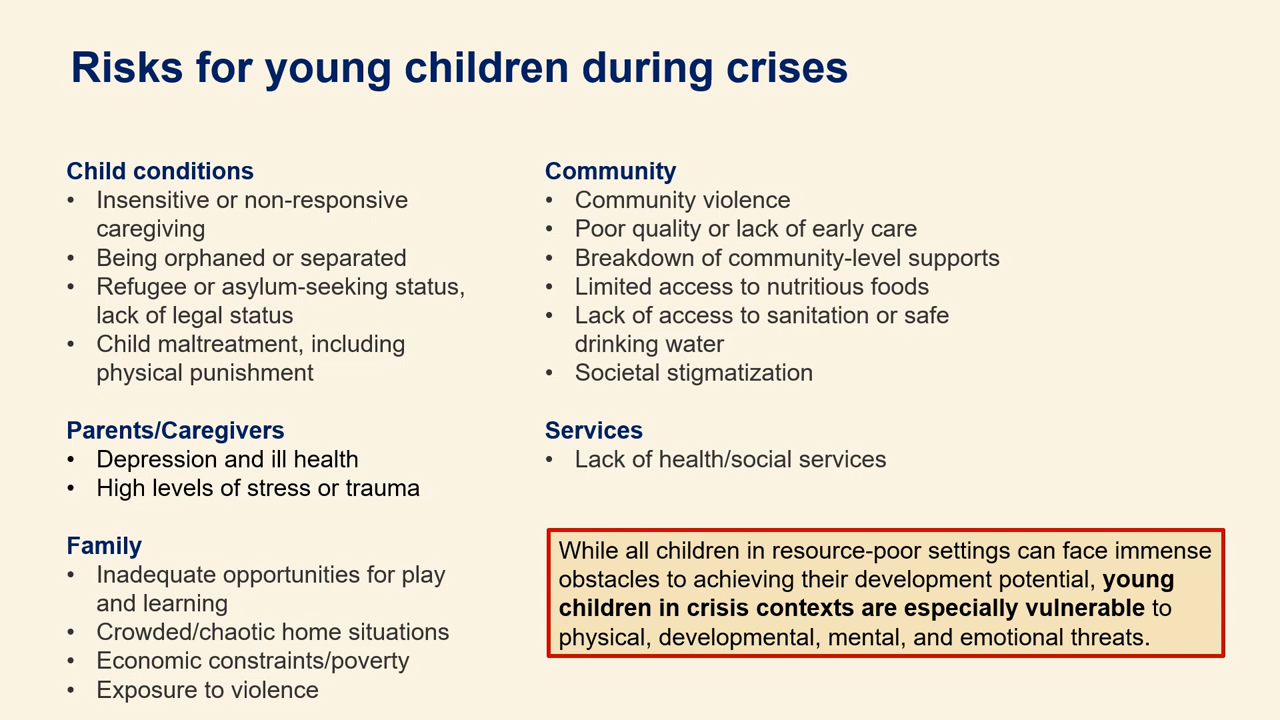 Risks for young children during crises
Child conditions
• Insensitive or non-responsive
caregiving
• Being orphaned or separated
• Refugee or asylum-seeking status,
lack of legal status
• Child maltreatment, including
physical punishment
Parents/Caregivers
• Depression and ill health
• High levels of stress or trauma
Family
• Inadequate opportunities for play
and learning
• Crowded/chaotic home situations
• Economic constraints/poverty
• Exposure to violence
Community
• Community violence
• Poor quality or lack of early care
• Breakdown of community-level supports
• Limited access to nutritious foods
• Lack of access to sanitation or safe
drinking water
• Societal stigmatization
Services
• Lack of health/social services
While all children in resource-poor settings can face immense
obstacles to achieving their development potential, young
children in crisis contexts are especially vulnerable to
physical, developmental, mental, and emotional threats.